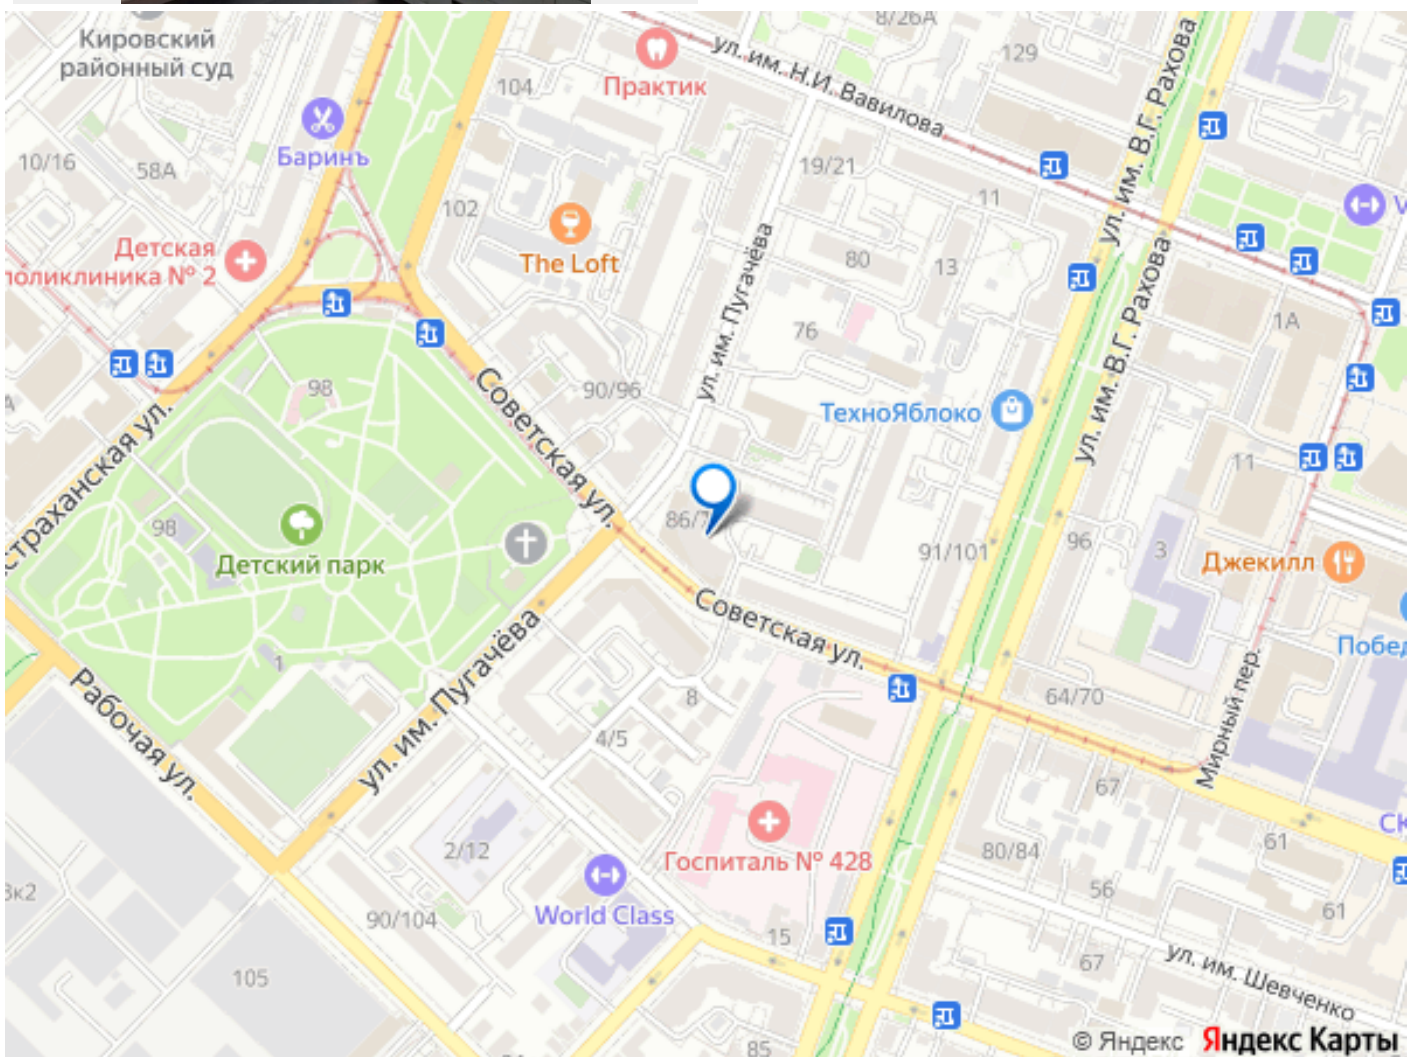 8/26А
Кировский
районный суд
129
Практик
ул. им. Н.И. Вавилова
ул. им. В.Г. Рахова
104
Баринъ
10/16
58А
19/21
11
102
Детская
поликлиника № 2
The Loft
ул. им. Пугачёва
80
13
ул. им. В.Г. Рахова
76
1А
98
90/96
Советская ул.
ТехноЯблоко
11
98
86/7
Детский парк
91/101
96
3
Джекилл
Советская ул.
1
Рабочая ул.
ул. им. Пугачёва
8
64/70
Мирный пер.
4/5
67
2/12
Госпиталь № 428
80/84
61
56
World Class
90/104
15
61
67
ул. им. Шевченко
105
85
© Яндекс Яндекс Карты